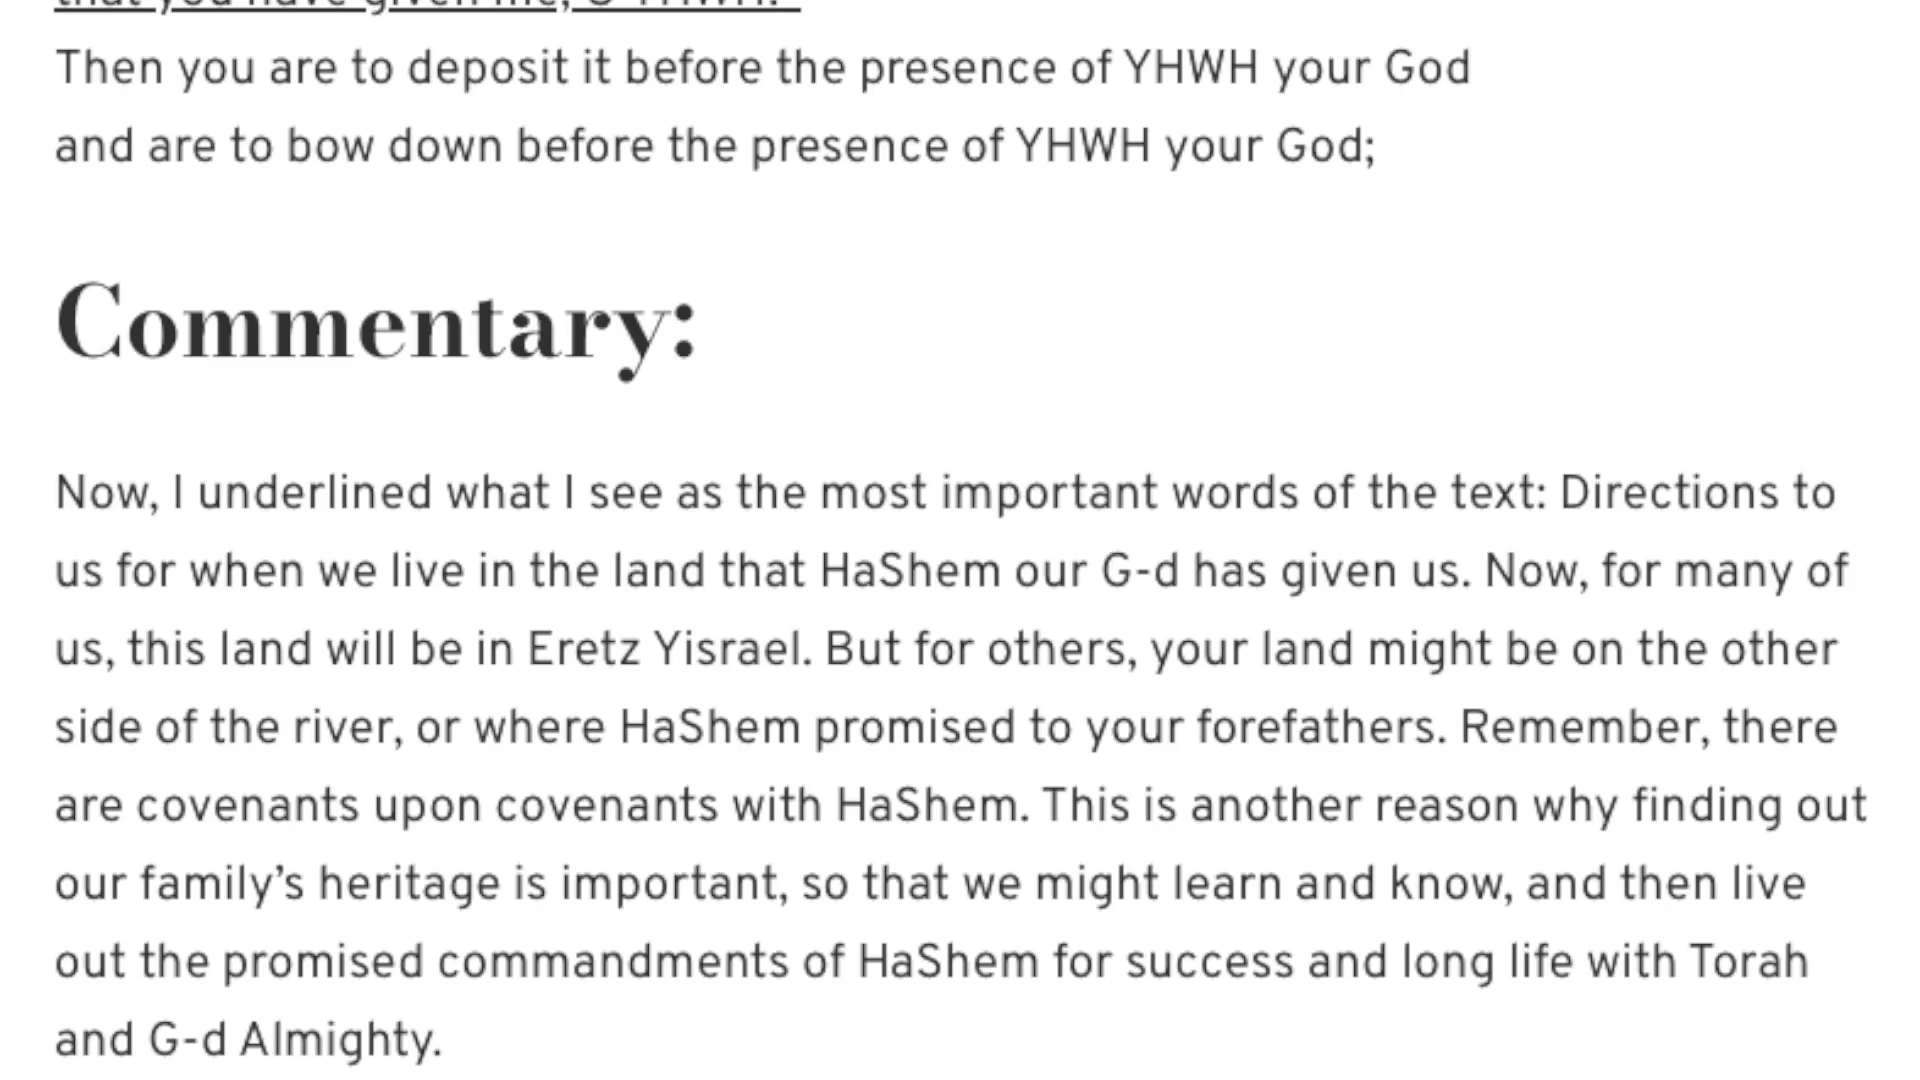 that you have given me, O YHWH!"
Then you are to deposit it before the presence of YHWH your God
and are to bow down before the presence of YHWH your God;
Commentary:
Now, I underlined what I see as the most important words of the text: Directions to
us for when we live in the land that HaShem our G-d has given us. Now, for many of
us, this land will be in Eretz Yisrael. But for others, your land might be on the other
side of the river, or where HaShem promised to your forefathers. Remember, there
are covenants upon covenants with HaShem. This is another reason why finding out
our family’s heritage is important, so that we might learn and know, and then live
out the promised commandments of HaShem for success and long life with Torah
and G-d Almighty.